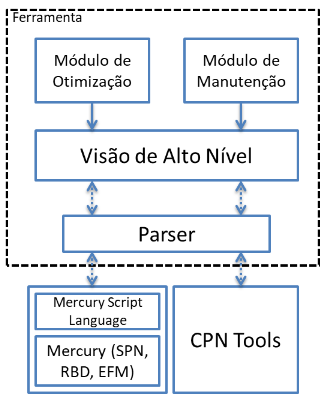 Ferramenta
Módulo de
Otimização
Módulo de
Manutenção
Visão de Alto Nível
Parser
Mercury Script
Language
Mercury (SPN,
RBD, EFM)
CPN Tools